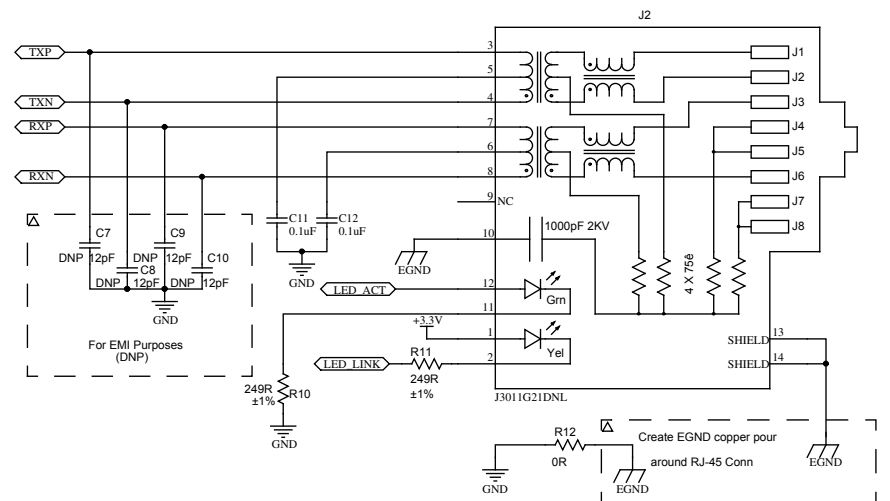 J2
TXP
3
J1
5
J2
TXN
4
J3
RXP
7
J4
6
J5
RXN
8
J6
9
NC
J7
J8
C7
DNP 12pF
C8
DNP 12pF
C9
DNP 12pF
C10
DNP 12pF
GND
For EMI Purposes
(DNP)
C11
0.1uF
C12
0.1uF
GND
10
EGND
1000pF 2KV
4 X 75ê
LED_ACT
12
Grn
11
+3.3V
1
Yel
LED_LINK
R11
249R
±1%
2
249R
±1%
R10
GND
SHIELD
13
SHIELD
14
J3011G21DNL
R12
0R
GND
EGND
Create EGND copper pour
around RJ-45 Conn
EGND